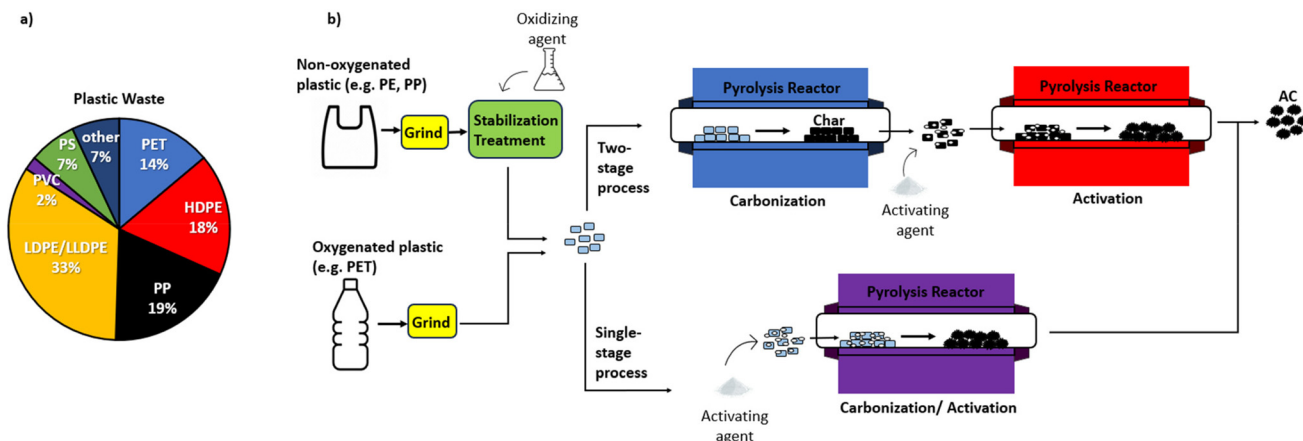 a)
Plastic Waste
other
7%
PET
14%
HDPE
18%
PP
19%
LDPE/LLDPE
33%
PVC
2%
PS
7%
b)
Oxidizing
agent
Non-oxygenated
plastic (e.g. PE, PP)
Grind
Stabilization
Treatment
Oxygenated plastic
(e.g. PET)
Grind
Two-
stage
process
Pyrolysis Reactor
Char
Carbonization
Activating
agent
Pyrolysis Reactor
Activation
AC
Single-
stage
process
Activating
agent
Pyrolysis Reactor
Carbonization/ Activation